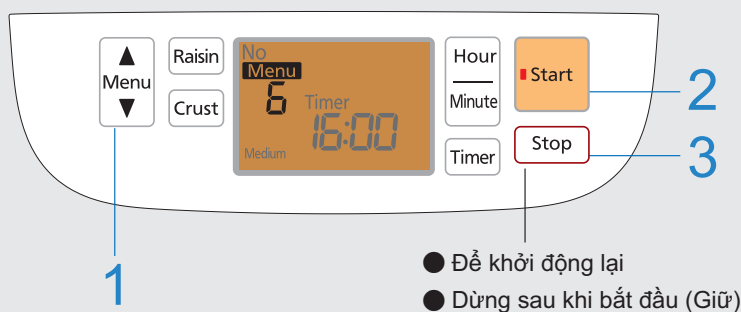 ▲
Menu
▼
Raisin
Crust
No
Menu
6
Timer
16:00
Medium
Hour
Minute
Timer
Start
Stop
1
2
3
● Để khởi động lại
● Dừng sau khi bắt đầu (Giữ)